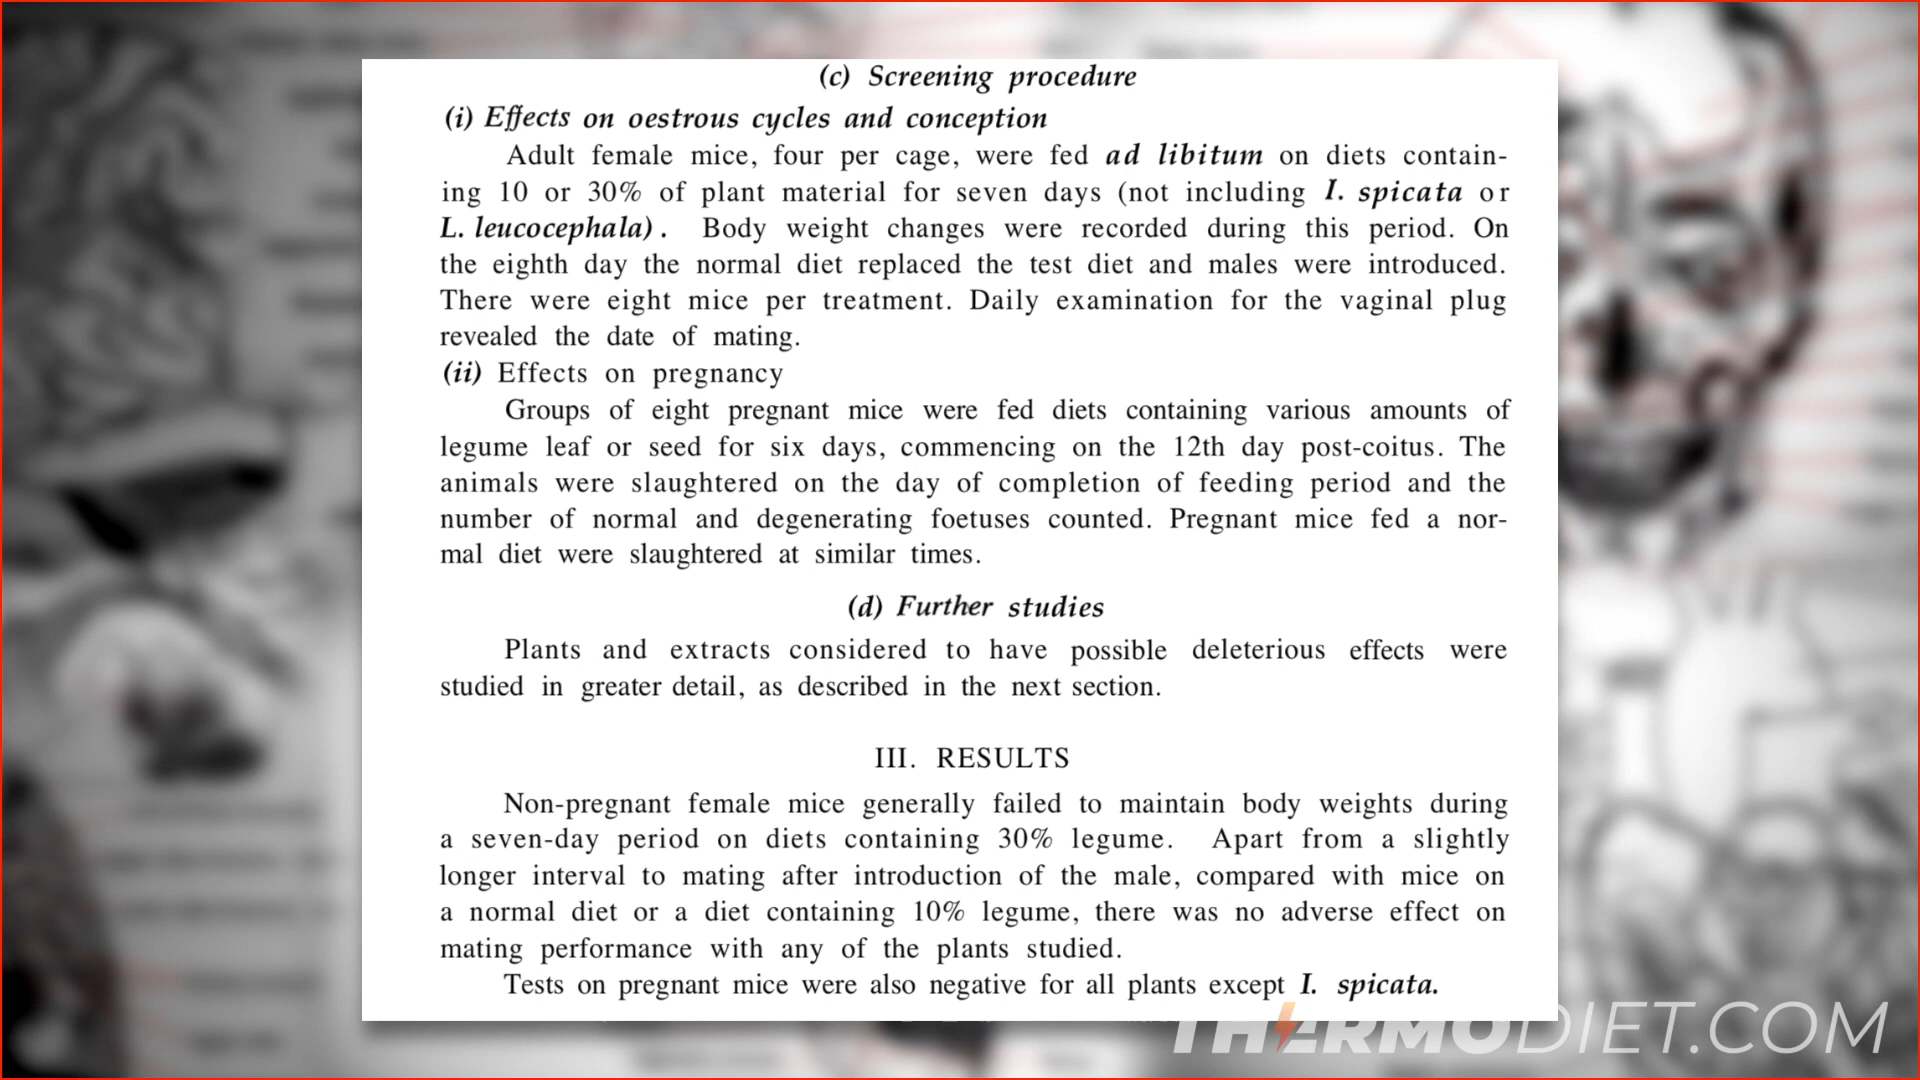 (c) Screening procedure
(i) Effects on oestrous cycles and conception
Adult female mice, four per cage, were fed ad libitum on diets contain-
ing 10 or 30% of plant material for seven days (not including I. spicata or
L. leucocephala). Body weight changes were recorded during this period. On
the eighth day the normal diet replaced the test diet and males were introduced.
There were eight mice per treatment. Daily examination for the vaginal plug
revealed the date of mating.
(ii) Effects on pregnancy
Groups of eight pregnant mice were fed diets containing various amounts of
legume leaf or seed for six days, commencing on the 12th day post-coitus. The
animals were slaughtered on the day of completion of feeding period and the
number of normal and degenerating foetuses counted. Pregnant mice fed a nor-
mal diet were slaughtered at similar times.
(d) Further studies
Plants and extracts considered to have possible deleterious effects were
studied in greater detail, as described in the next section.
III. RESULTS
Non-pregnant female mice generally failed to maintain body weights during
a seven-day period on diets containing 30% legume. Apart from a slightly
longer interval to mating after introduction of the male, compared with mice on
a normal diet or a diet containing 10% legume, there was no adverse effect on
mating performance with any of the plants studied.
Tests on pregnant mice were also negative for all plants except I. spicata.
THERMODIET.COM